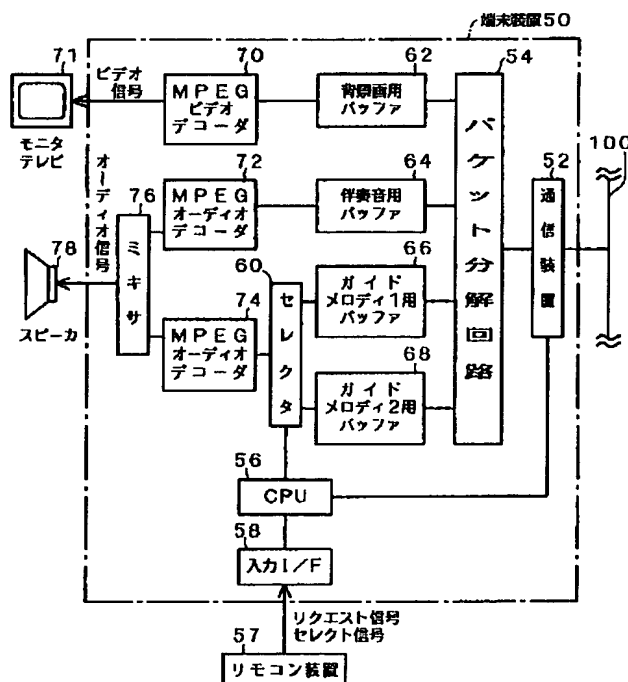 端末装置50
71
モニタ
テレビ
ビデオ
信号
70
MPEG
ビデオ
デコーダ
62
背景画用
バッファ
54
パケット分解回路
52
通信装置
100
オーディオ信号
76
ミキサ
78
スピーカ
72
MPEG
オーディオ
デコーダ
64
伴奏音用
バッファ
74
MPEG
オーディオ
デコーダ
60
セレクタ
66
ガイド
メロディ1用
バッファ
68
ガイド
メロディ2用
バッファ
56
CPU
58
入力I/F
リクエスト信号
セレクト信号
57
リモコン装置